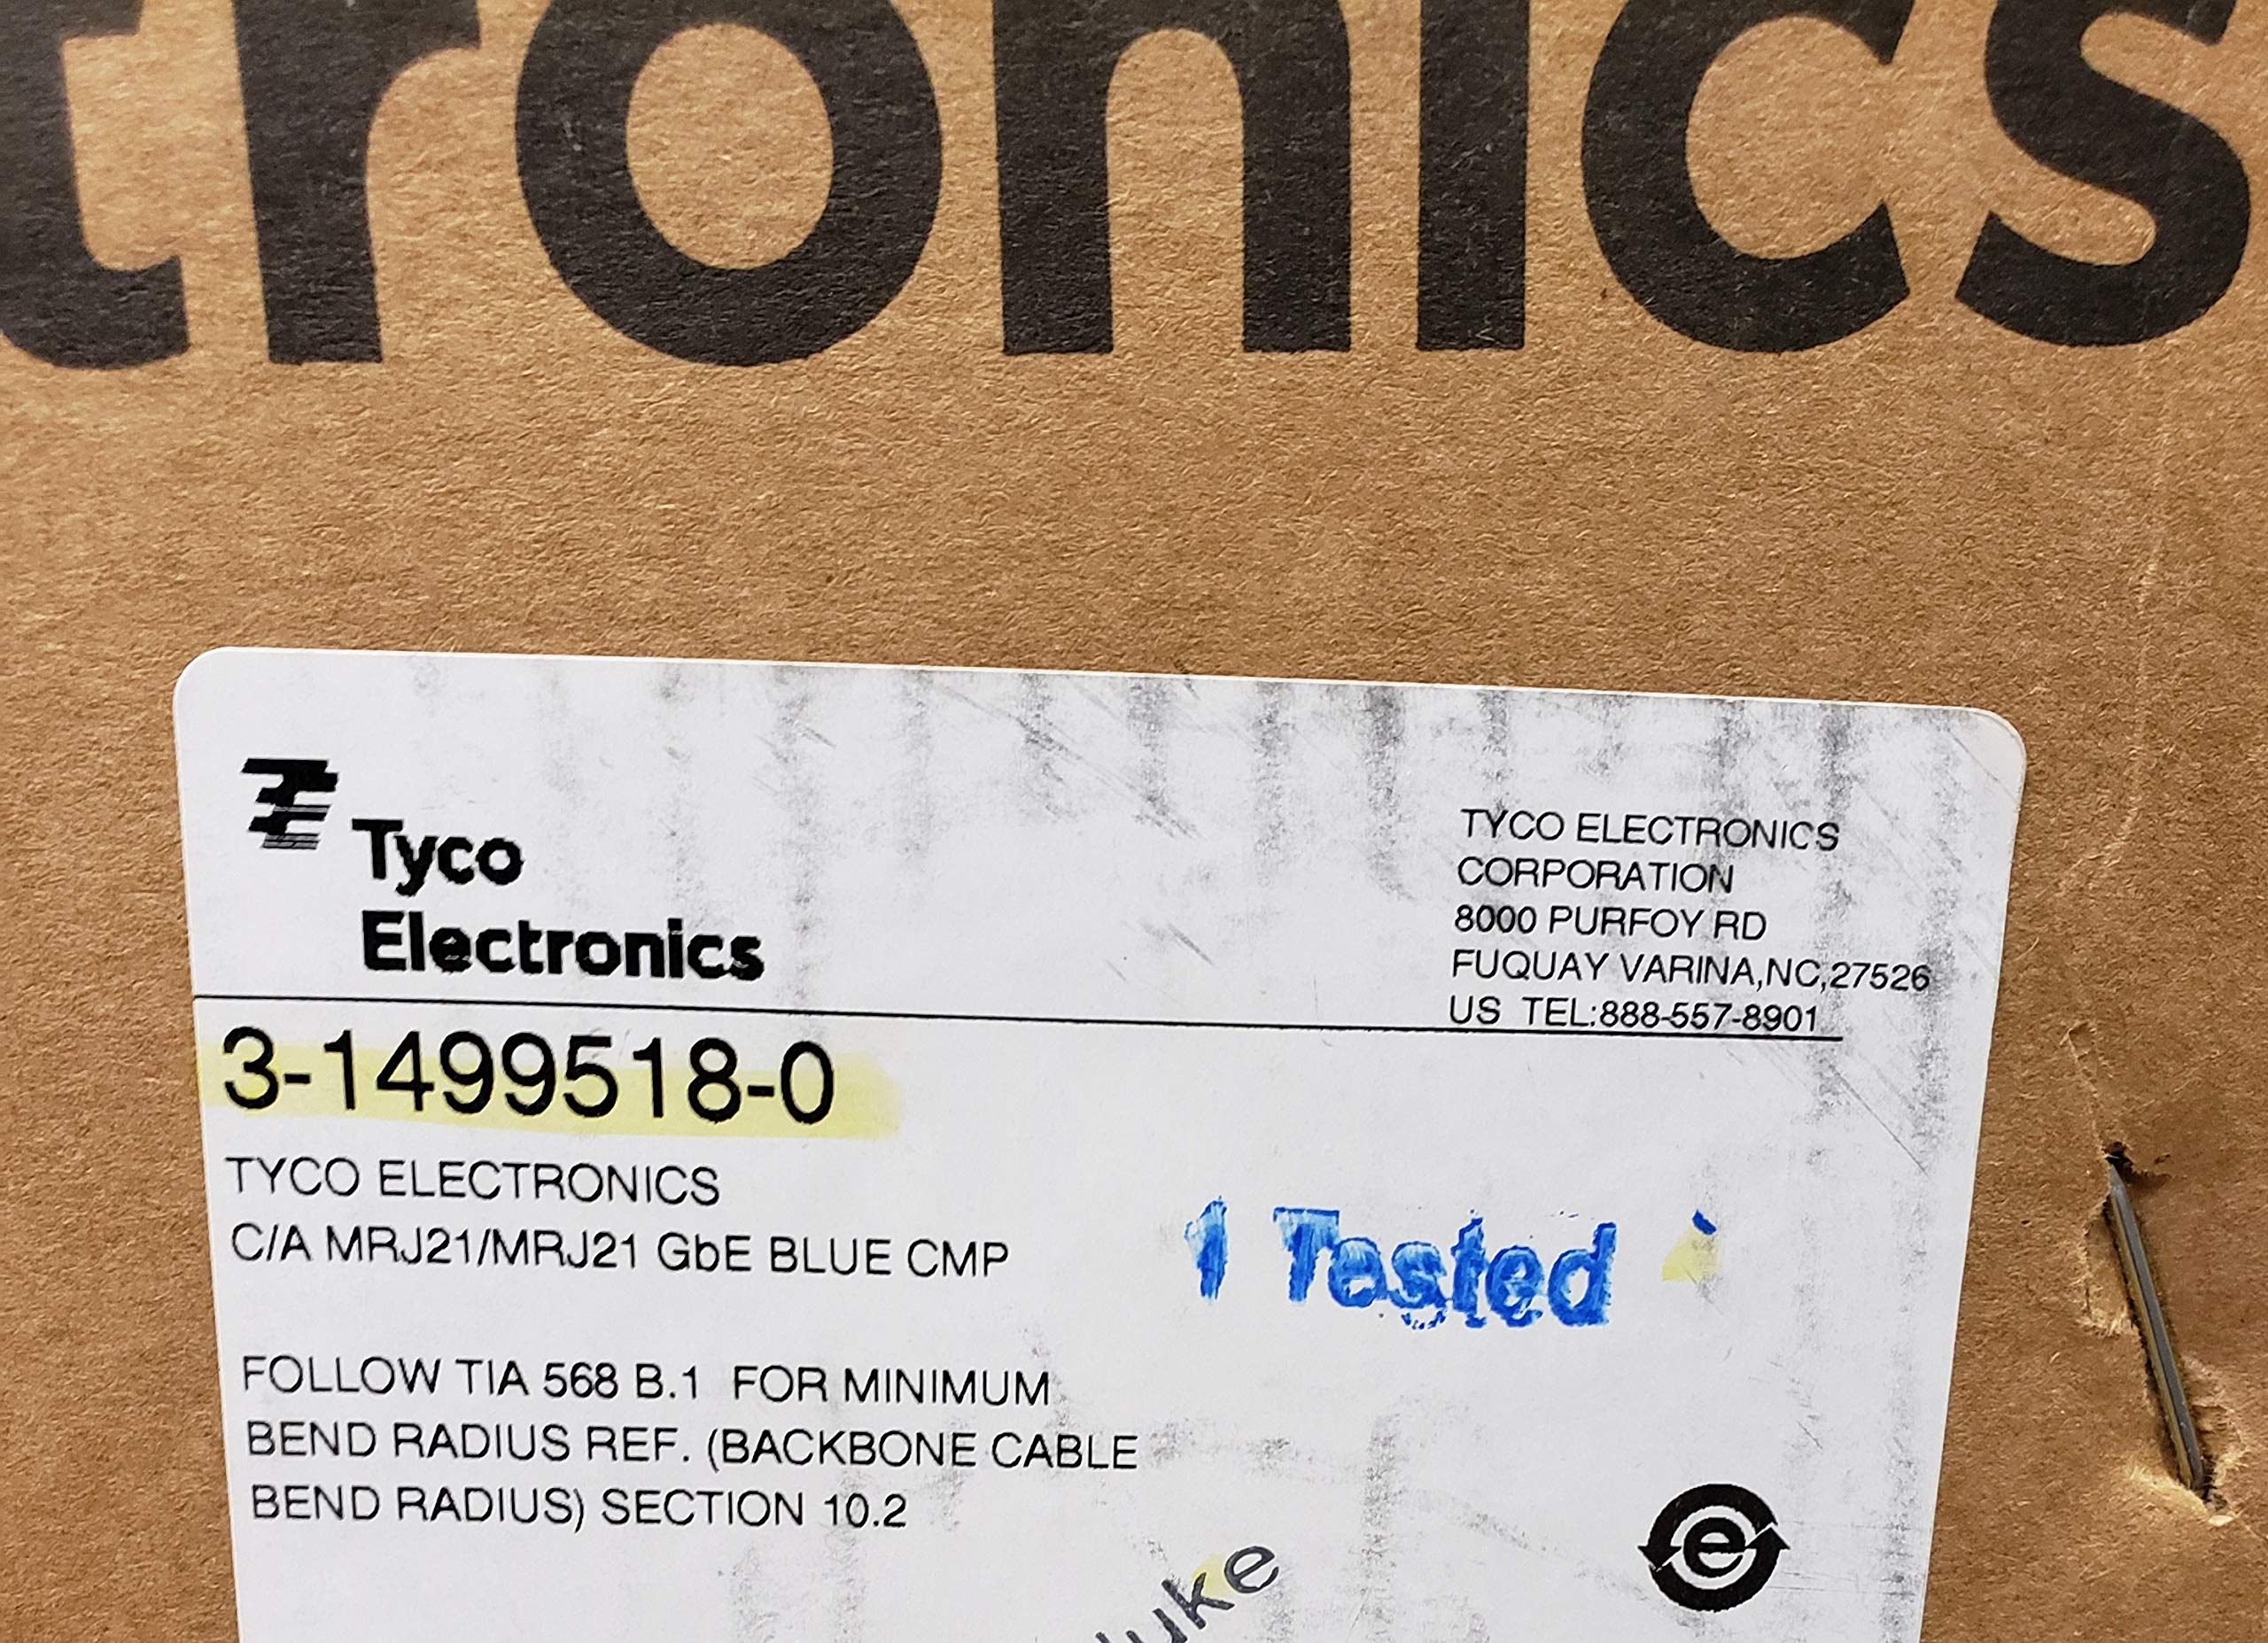 tronics
Tyco
Electronics
TYCO ELECTRONICS
CORPORATION
8000 PURFOY RD
FUQUAY VARINA,NC,27526
US TEL:888-557-8901
3-1499518-0
TYCO ELECTRONICS
C/A MRJ21/MRJ21 GbE BLUE CMP
1 Tested
FOLLOW TIA 568 B.1 FOR MINIMUM
BEND RADIUS REF. (BACKBONE CABLE
BEND RADIUS) SECTION 10.2
e